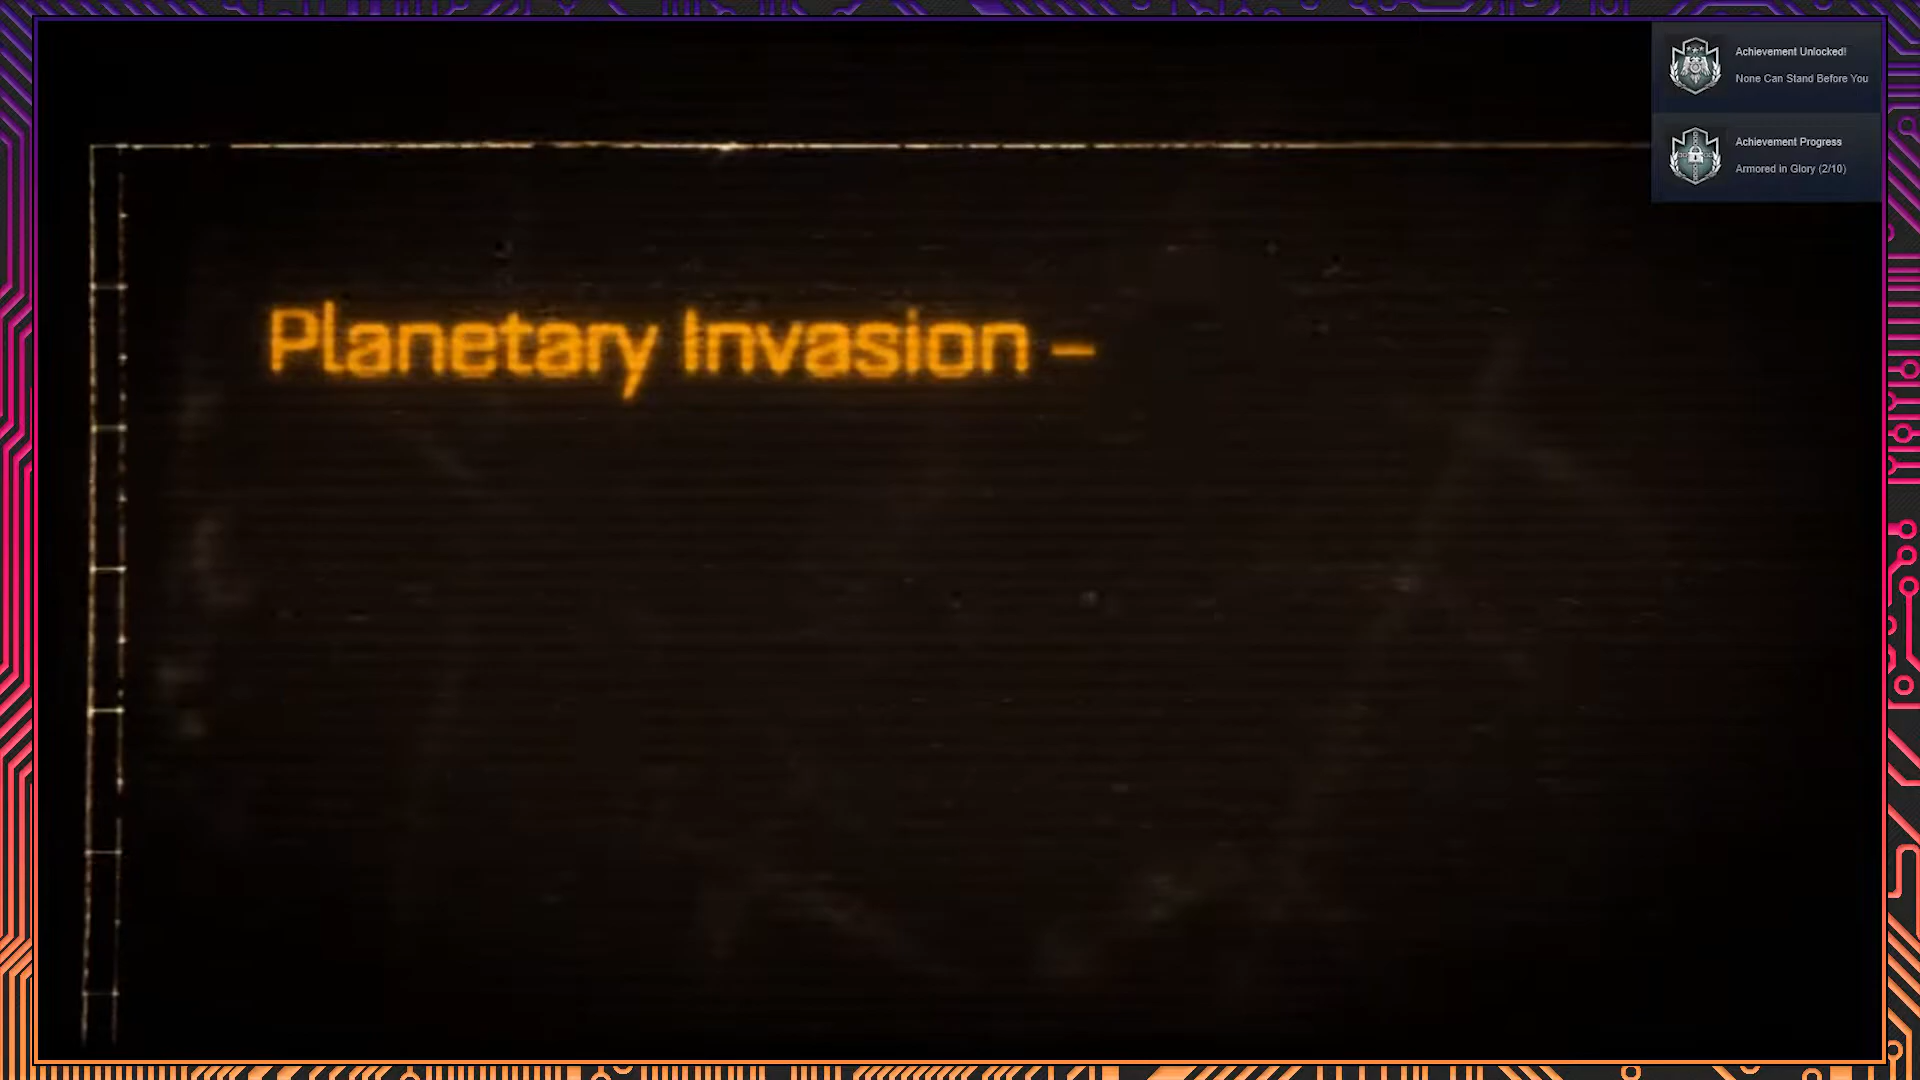 Achievement Unlocked!
None Can Stand Before You
Achievement Progress
Armored in Glory (2/10)
Planetary Invasion –